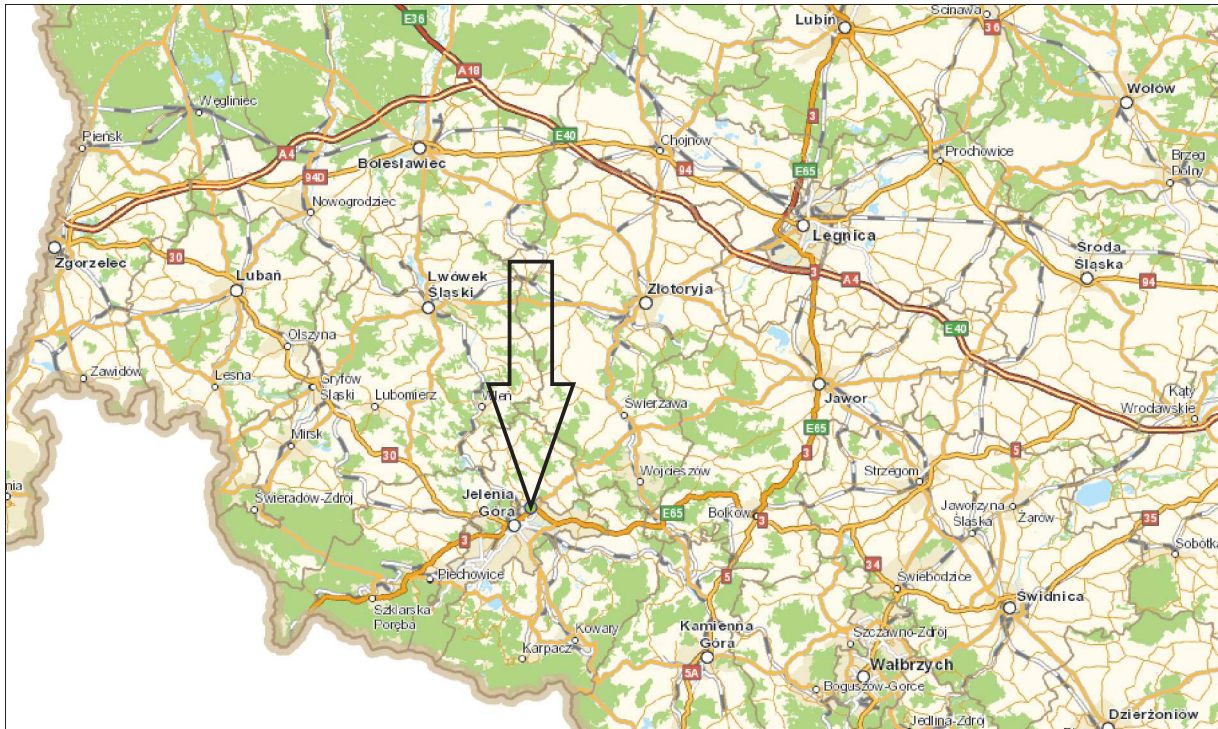 E36
Lubin
Scinawa
36
A18
Węgliniec
Wołów
3
Pieńsk
E40
Chojnów
A4
Bolesławiec
Prochowice
Brzeg
Dolny
94
E65
94D
Nowogrodziec
Legnica
Zgorzelec
30
Środa
Śląska
Lubań
Lwówek
Śląski
3
A4
94
Złotoryja
E40
Olszyna
Zawidów
Lesna
Gryfów
Śląski
Lubomierz
Wleń
Jawor
Kąty
Wrocławskie
Świerzawa
E65
Mirsk
3
5
30
Wojcieszów
Strzegom
nia
Świeradów-Zdrój
Jelenia
Góra
E65
Bolków
3
Jaworzyna
Śląska
Żarów
35
3
Sobótka
Piechowice
5
34
Świebodzice
Szklarska
Poręba
Świdnica
Kowary
Kamienna
Góra
Szczawno-Zdrój
Karpacz
5A
Wałbrzych
Boguszów-Gorce
Dzierżoniów
Jedlina-Zdrój